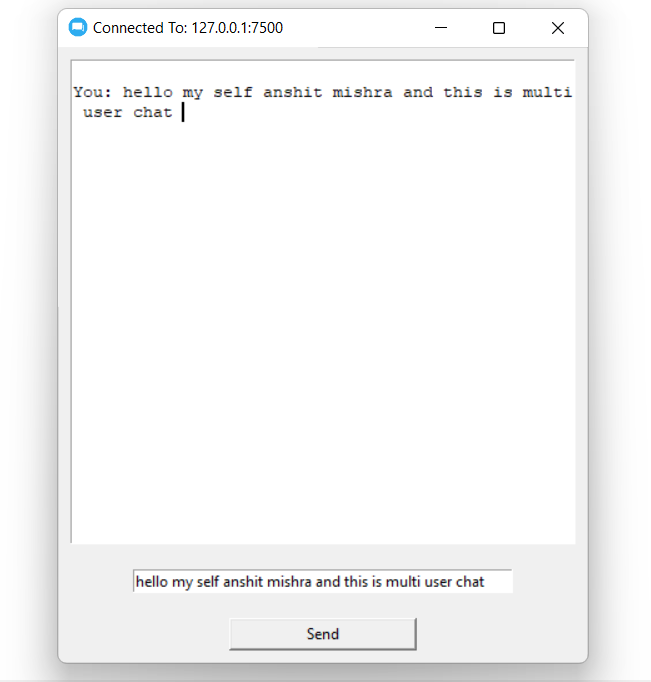 Connected To: 127.0.0.1:7500
You: hello my self anshit mishra and this is multi
user chat
hello my self anshit mishra and this is multi user chat
Send